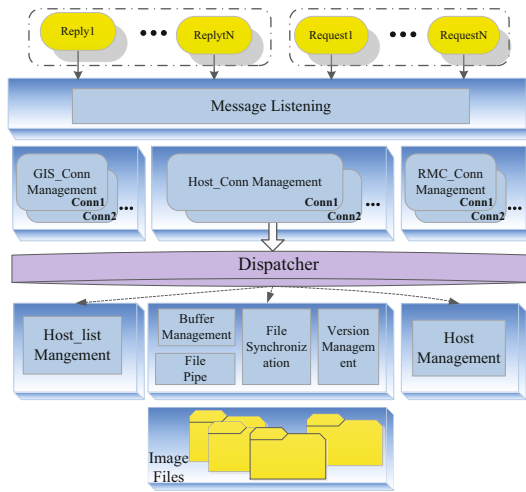 Reply1 ••• ReplytN Request1 ••• RequestN
Message Listening
GIS_Conn
Management
Conn1
Conn2 •••
Host_Conn Management
Conn1
Conn2 •••
RMC_Conn
Management
Conn1
Conn2 •••
Dispatcher
Host_list
Mangement
Buffer
Management
File
Pipe
File
Synchroniz
ation
Version
Managem
ent
Host
Management
Image
Files